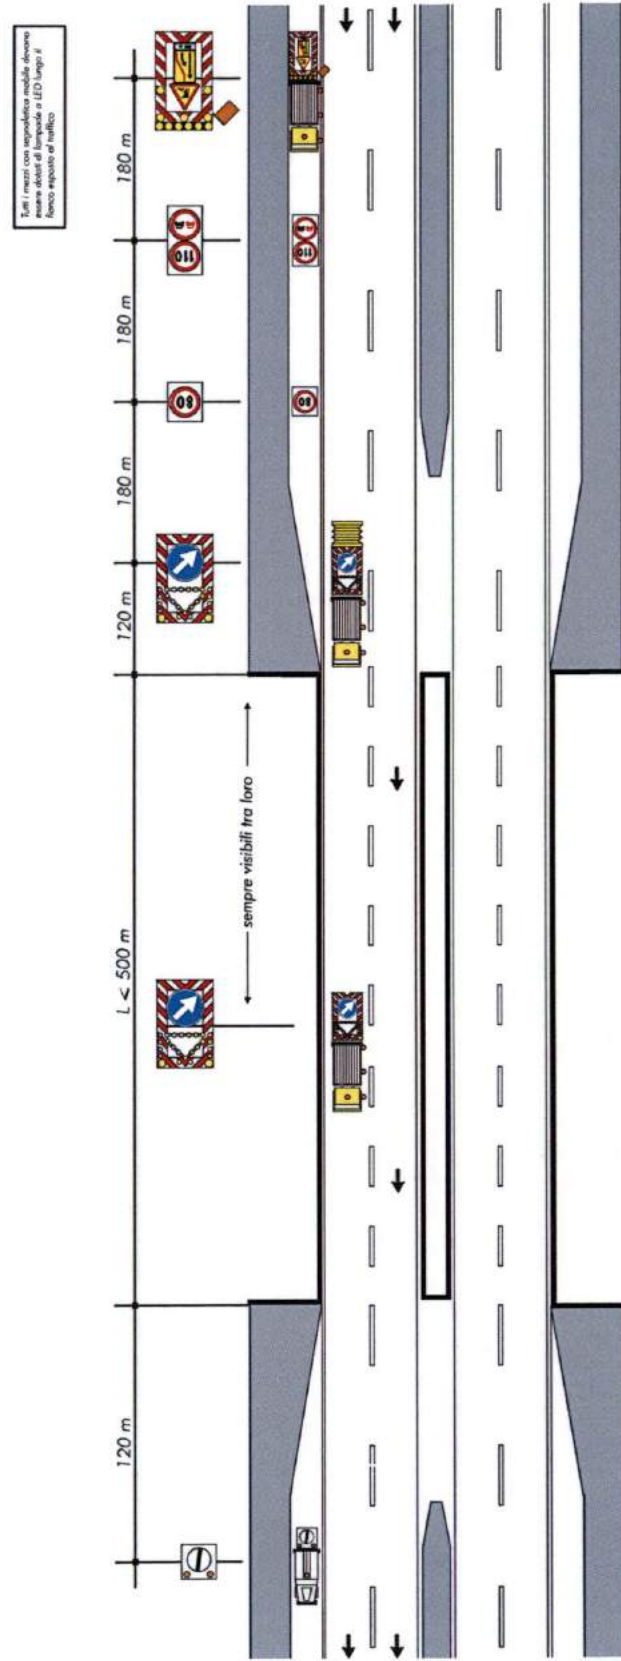 Tutti i mezzi con segnaletica mobile devono
essere dotati di lampade a LED lungo il
fianco esposto al traffico
180 m
110
110
180 m
80
80
180 m
120 m
sempre visibili tra loro
L < 500 m
120 m